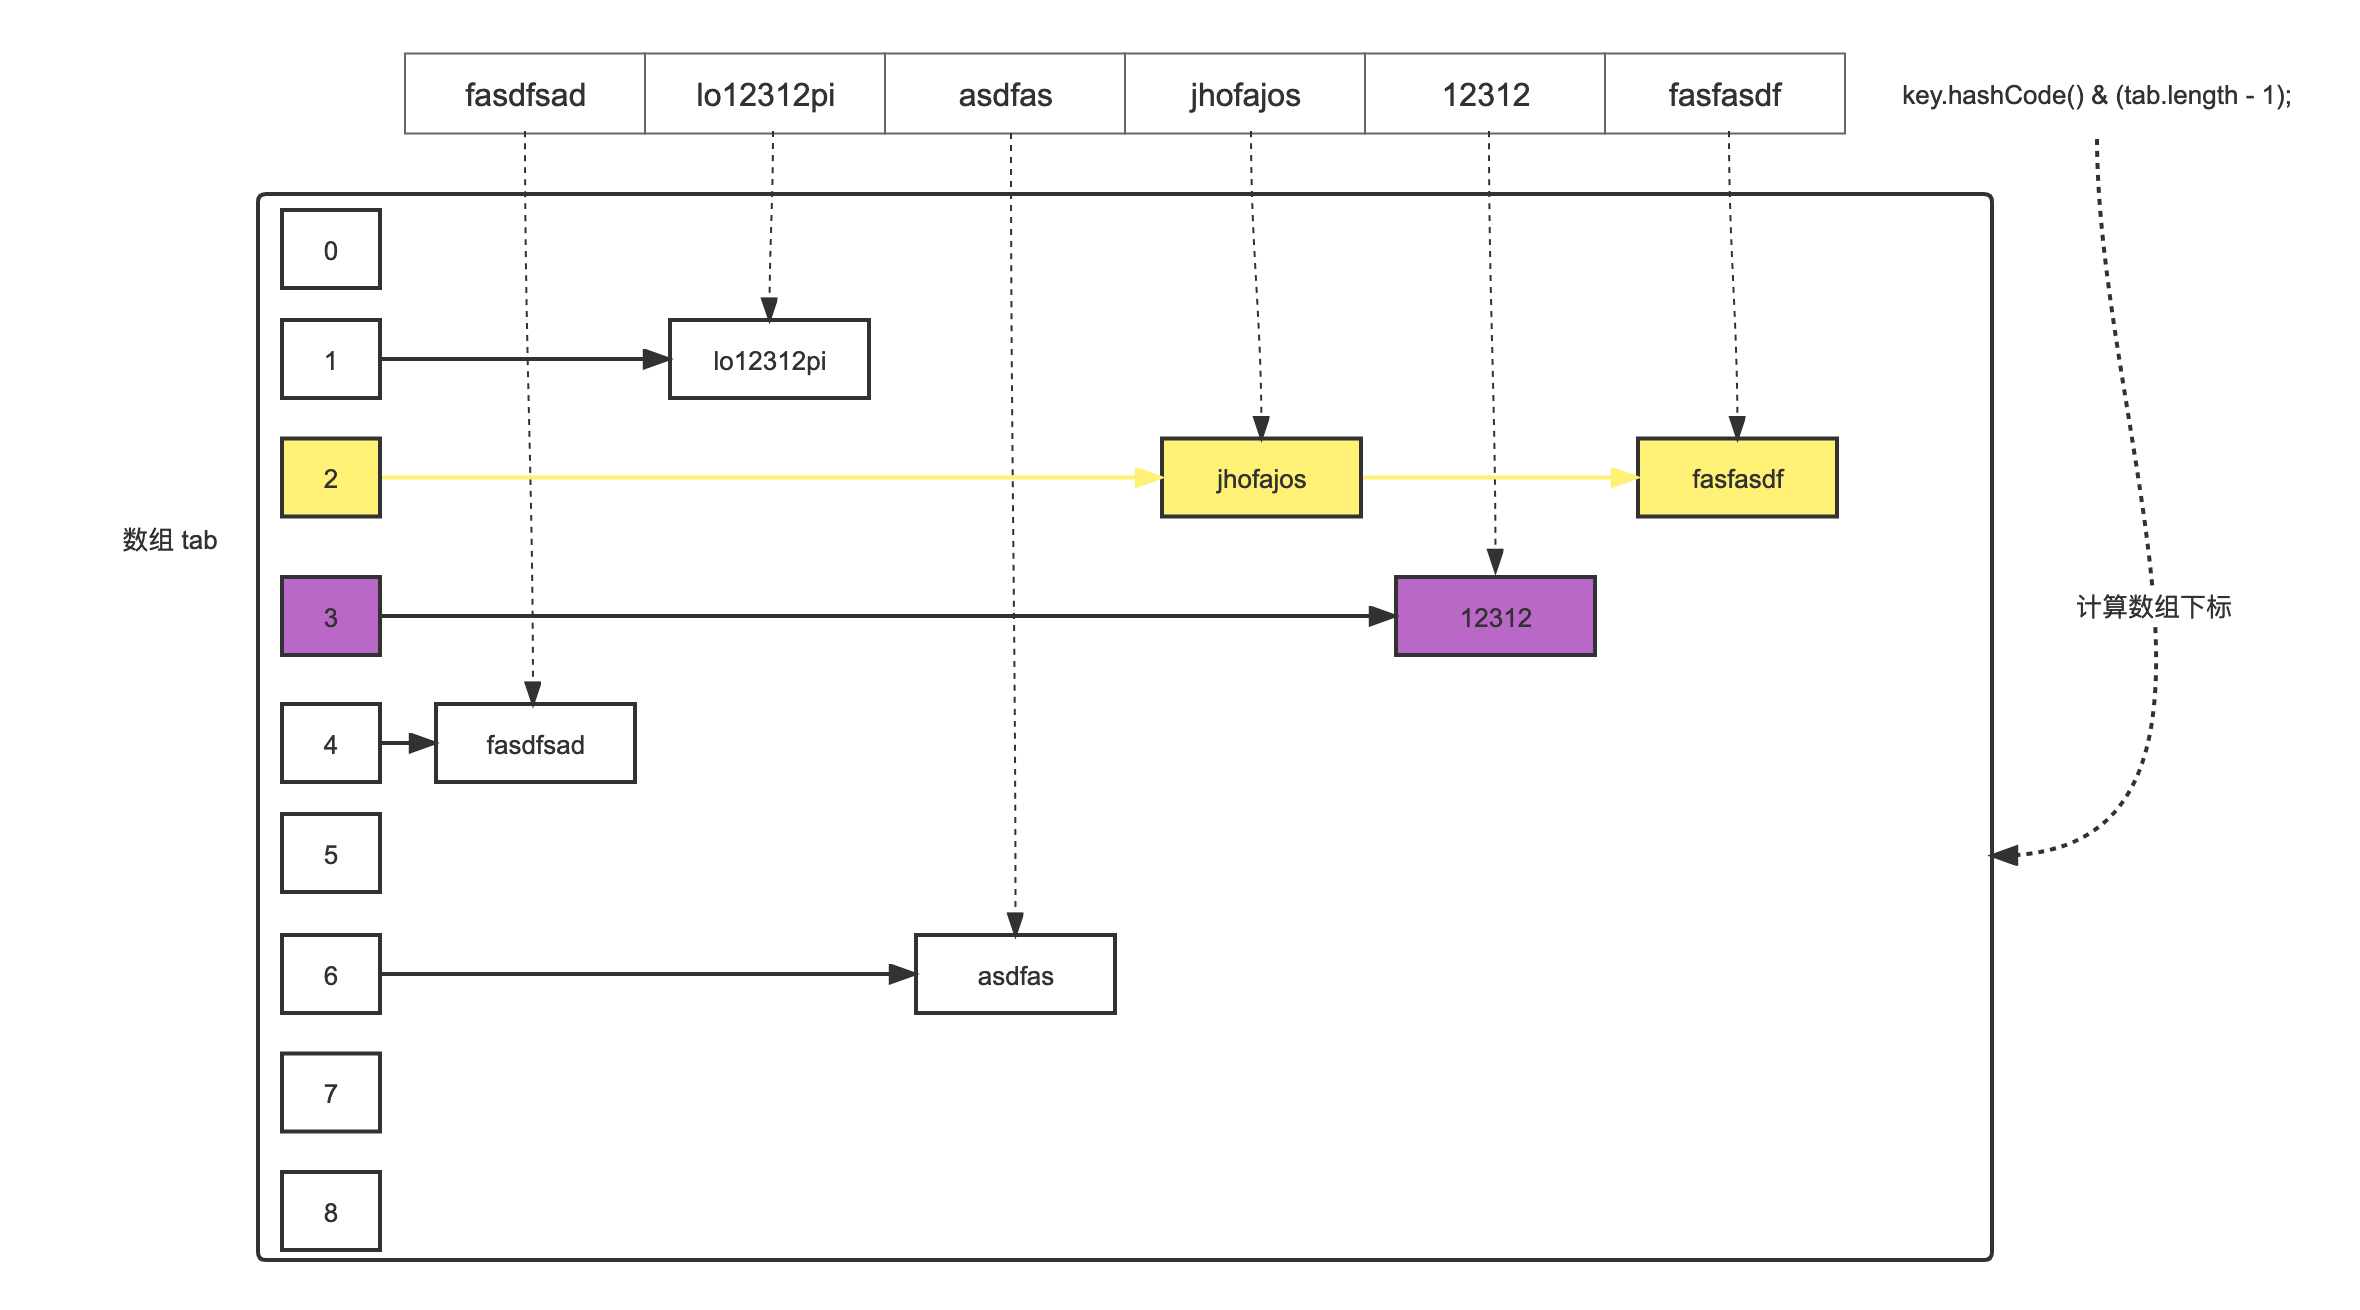 fasdfsad lo12312pi asdfas jhofajos 12312 fasfasdf key.hashCode() & (tab.length - 1);
0
1 lo12312pi
2 jhofajos fasfasdf
数组 tab
3 12312
计算数组下标
4 fasdfsad
5
6 asdfas
7
8